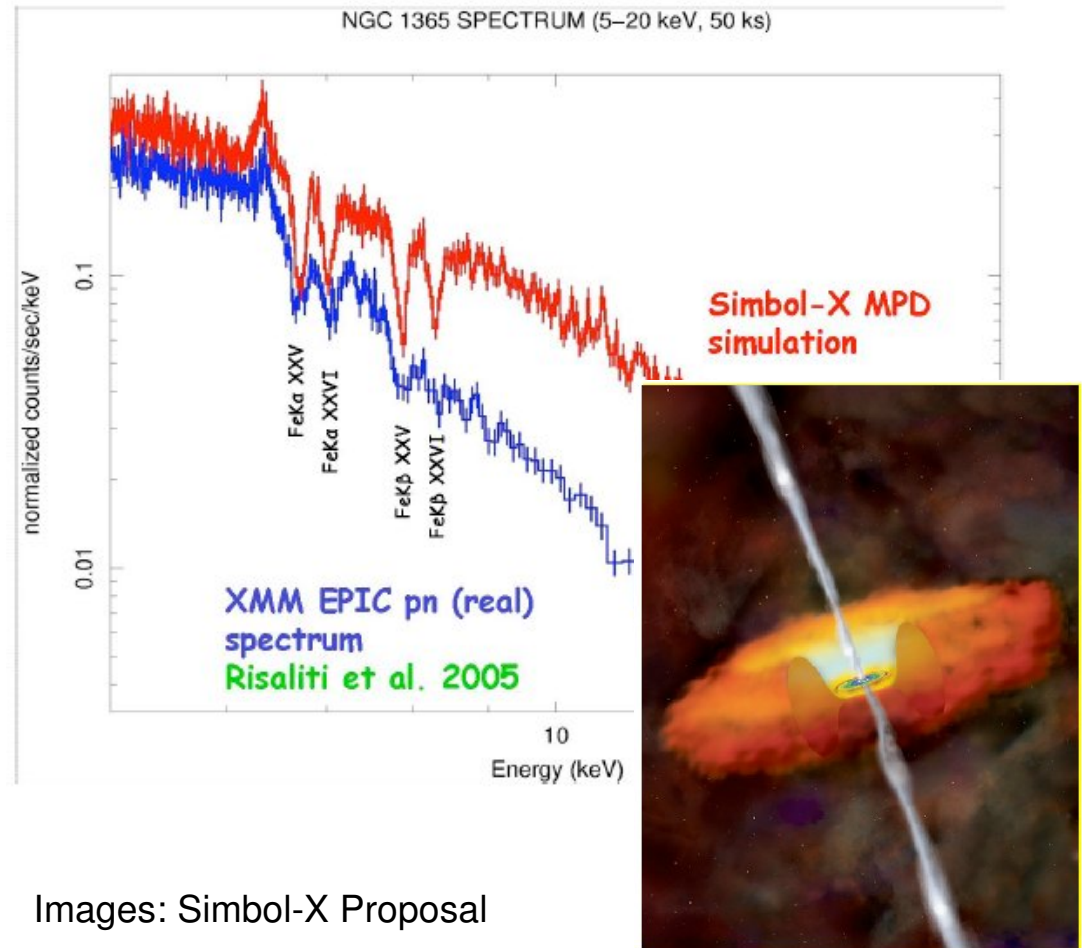 NGC 1365 SPECTRUM (5–20 keV, 50 ks)
normalized counts/sec/keV
0.1
0.01
Simbol-X MPD
simulation
FeKα XXV
FeKα XXVI
FeKβ XXV
FeKβ XXVI
XMM EPIC pn (real)
spectrum
Risaliti et al. 2005
10
Energy (keV)
Images: Simbol-X Proposal